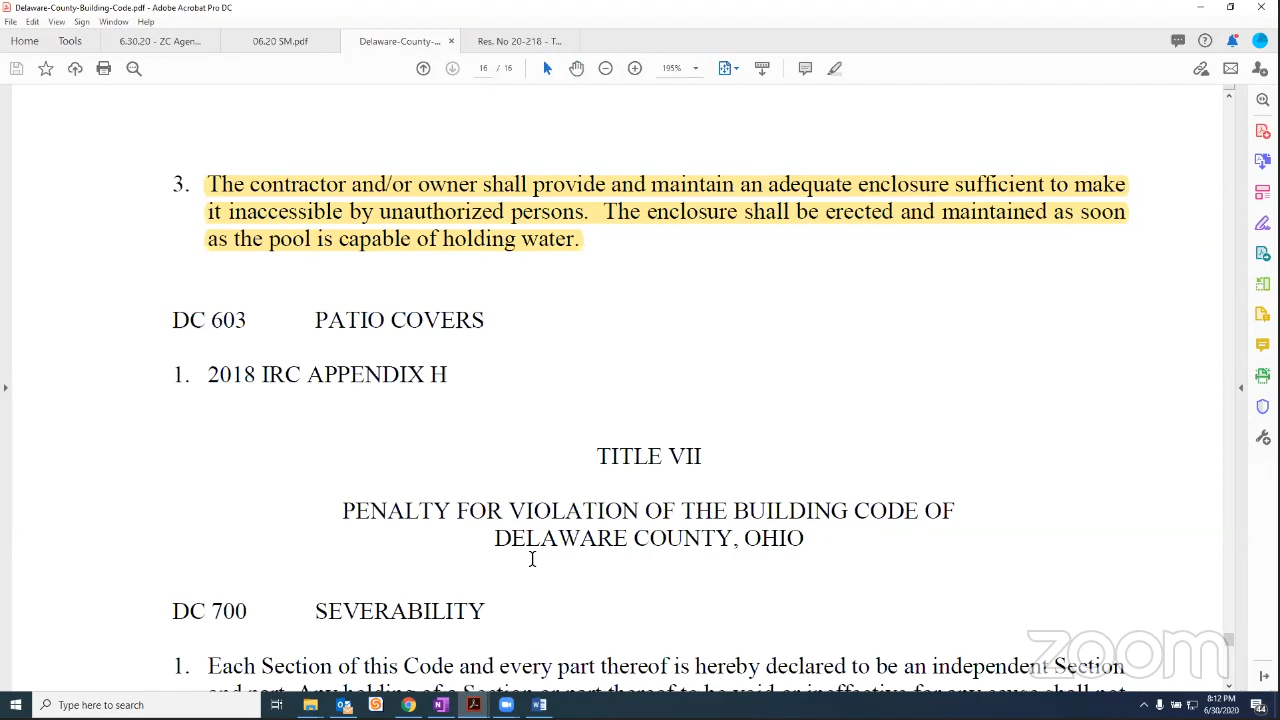 Delaware-County-Building-Code.pdf - Adobe Acrobat Pro DC
File Edit View Sign Window Help
Home Tools 6.30.20 - ZC Agen... 06.20 SM.pdf Delaware-County-... × Res. No 20-218 - T...
16 / 16 195%
3. The contractor and/or owner shall provide and maintain an adequate enclosure sufficient to make
it inaccessible by unauthorized persons. The enclosure shall be erected and maintained as soon
as the pool is capable of holding water.
DC 603 PATIO COVERS
1. 2018 IRC APPENDIX H
TITLE VII
PENALTY FOR VIOLATION OF THE BUILDING CODE OF
DELAWARE COUNTY, OHIO
DC 700 SEVERABILITY
1. Each Section of this Code and every part thereof is hereby declared to be an independent Section
zoom
Type here to search
8:12 PM
6/30/2020